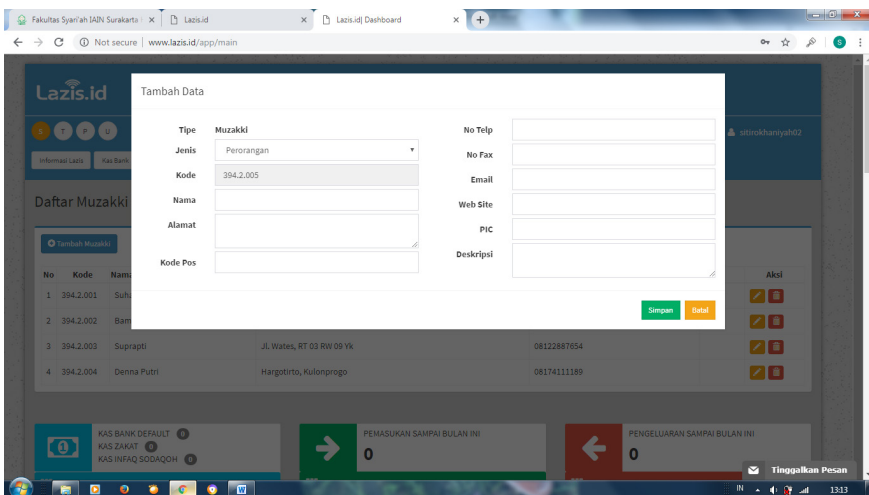 Fakultas Syari'ah IAIN Surakarta
Lazis.id
Lazis.id| Dashboard
Not secure | www.lazis.id/app/main
S
Lazis.id
S T P U
sitirokhaniyah02
Informasi Lazis
Kas Bank
Daftar Muzakki
Tambah Muzakki
No Kode Nama Aksi
1 394.2.001
2 394.2.002
3 394.2.003 Suprapti Jl. Wates, RT 03 RW 09 Yk 08122887654
4 394.2.004 Denna Putri Hargotirto, Kulonprogo 08174111189
Tambah Data
Tipe Muzakki
Jenis Perorangan
Kode 394.2.005
Nama
Alamat
Kode Pos
No Telp
No Fax
Email
Web Site
PIC
Deskripsi
Simpan Batal
KAS BANK DEFAULT 0
KAS ZAKAT 0
KAS INFAQ SODAQOH 0
PEMASUKAN SAMPAI BULAN INI
0
PENGELUARAN SAMPAI BULAN INI
0
Tinggalkan Pesan
IN
13:13